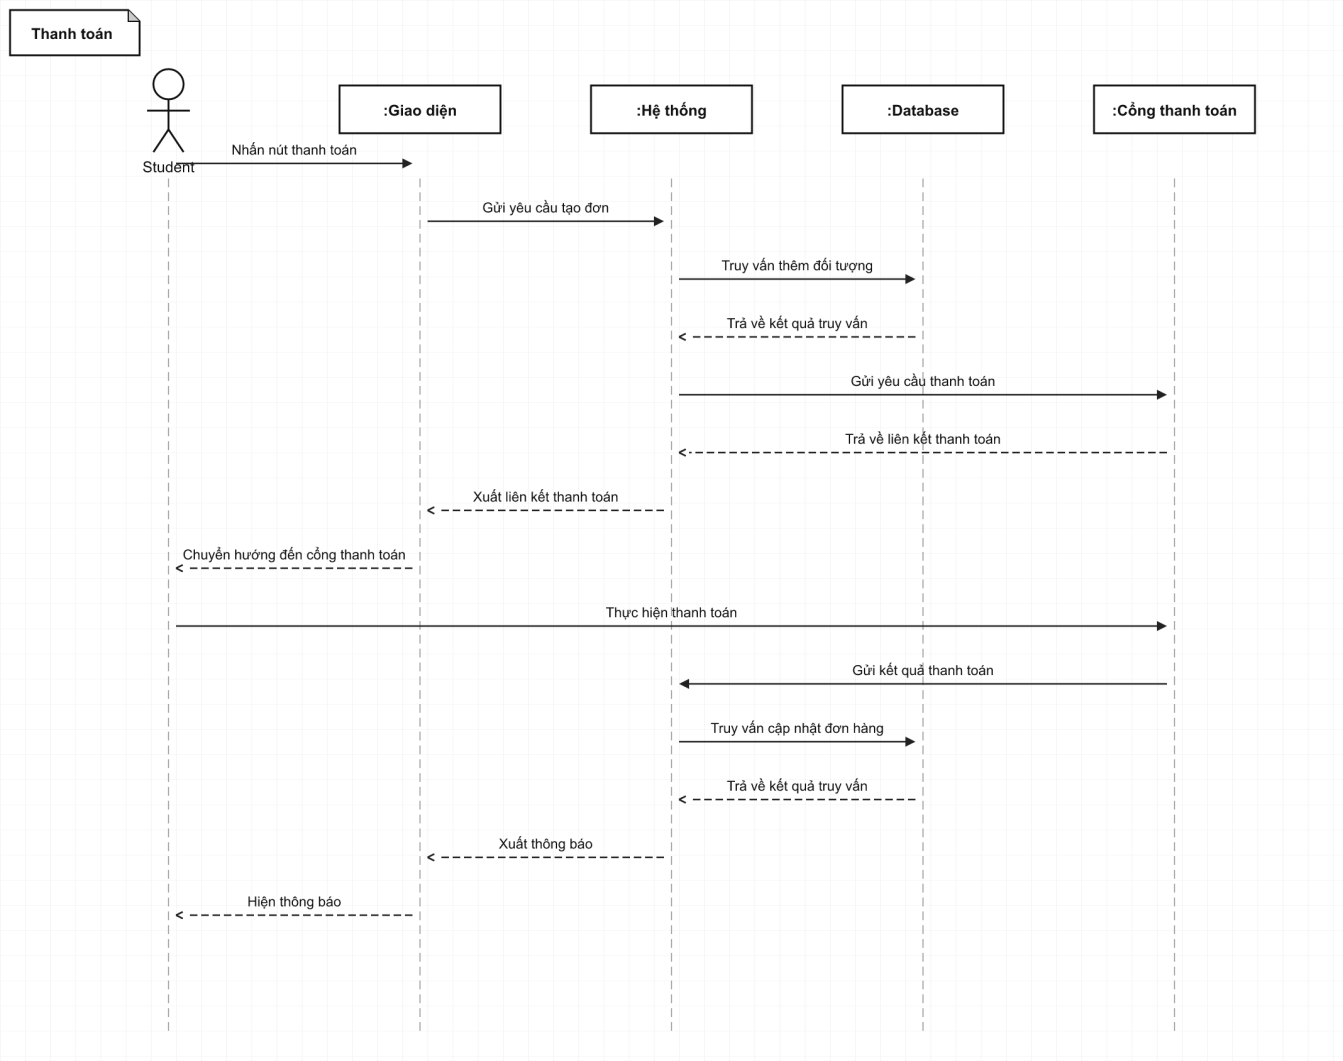 Thanh toán
Student
:Giao diện
:Hệ thống
:Database
:Cổng thanh toán
Nhấn nút thanh toán
Gửi yêu cầu tạo đơn
Truy vấn thêm đối tượng
Trả về kết quả truy vấn
Gửi yêu cầu thanh toán
Trả về liên kết thanh toán
Xuất liên kết thanh toán
Chuyển hướng đến cổng thanh toán
Thực hiện thanh toán
Gửi kết quả thanh toán
Truy vấn cập nhật đơn hàng
Trả về kết quả truy vấn
Xuất thông báo
Hiện thông báo